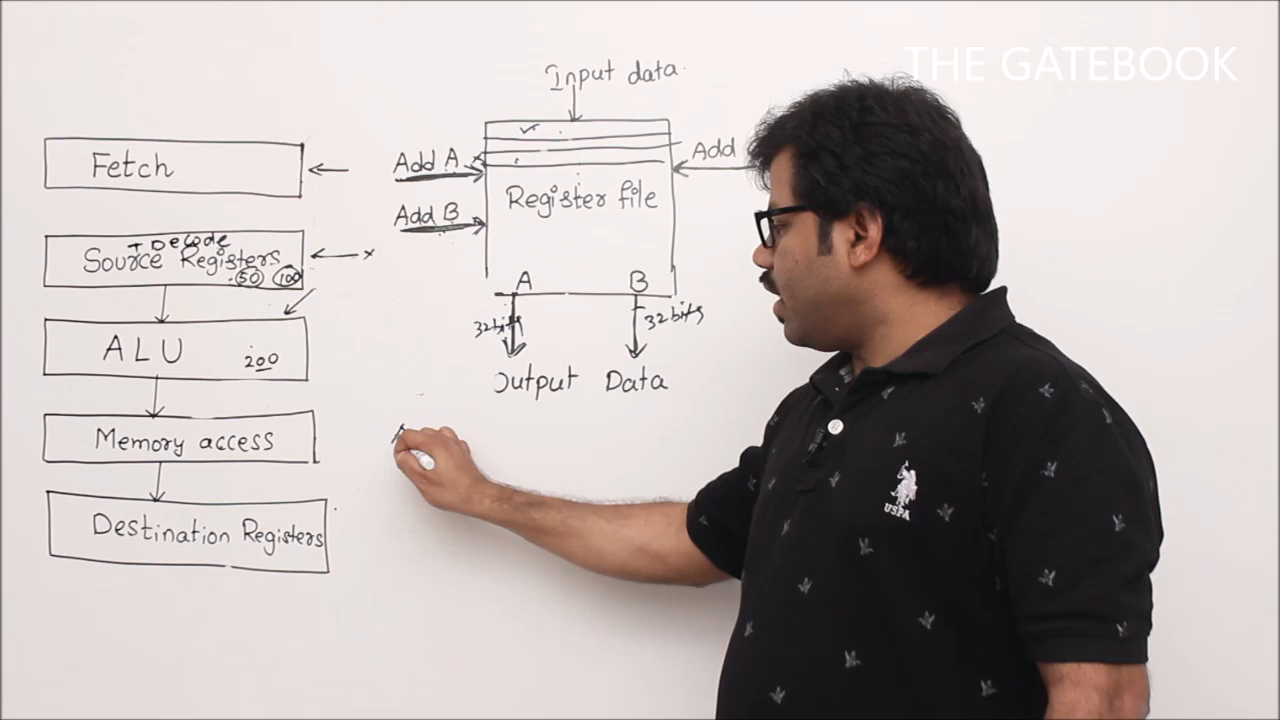 THE GATEBOOK
Input data
Fetch
Add A
Add B
Add
Register file
+ Decode
Source Registers
50 100
A B
32 bits 32 bits
ALU
200
Output Data
Memory access
Destination Registers
USPA